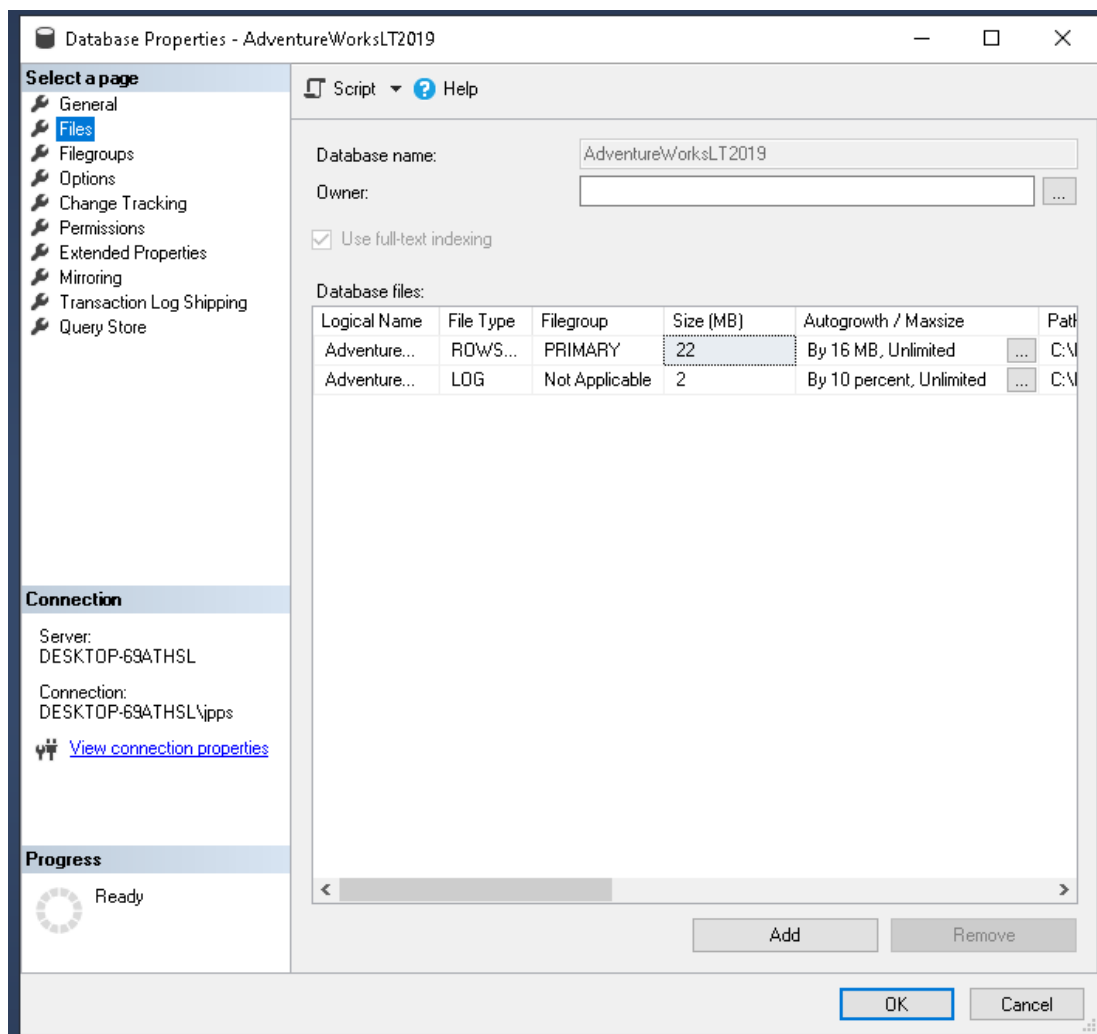 Database Properties - AdventureWorksLT2019
Select a page
General
Files
Filegroups
Options
Change Tracking
Permissions
Extended Properties
Mirroring
Transaction Log Shipping
Query Store
Connection
Server:
DESKTOP-69ATHSL
Connection:
DESKTOP-69ATHSL\jpps
View connection properties
Progress
Ready
Script Help
Database name: AdventureWorksLT2019
Owner: ...
Use full-text indexing
Database files:
Logical Name File Type Filegroup Size (MB) Autogrowth / Maxsize Path
Adventure... ROWS... PRIMARY 22 By 16 MB, Unlimited ... C:\
Adventure... LOG Not Applicable 2 By 10 percent, Unlimited ... C:\
Add Remove
OK Cancel